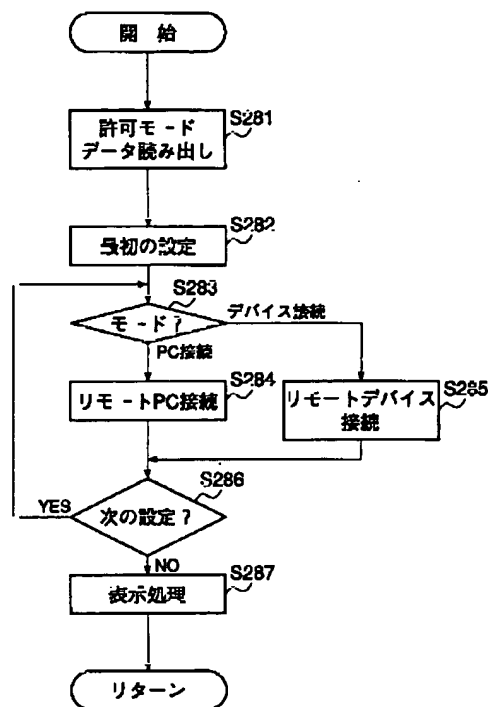 開 始
S281
許可モード
データ読み出し
S282
最初の設定
S283
モード?
デバイス接続
PC接続
S284
リモートPC接続
S285
リモートデバイス
接続
S286
YES
次の設定?
NO
S287
表示処理
リターン